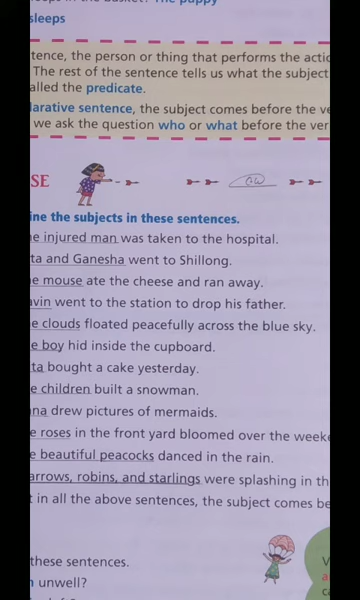 The puppy
sleeps
tence, the person or thing that performs the actio
The rest of the sentence tells us what the subject
alled the predicate.
larative sentence, the subject comes before the ve
we ask the question who or what before the ver
SE
CW
ine the subjects in these sentences.
e injured man was taken to the hospital.
ta and Ganesha went to Shillong.
e mouse ate the cheese and ran away.
avin went to the station to drop his father.
e clouds floated peacefully across the blue sky.
e boy hid inside the cupboard.
ta bought a cake yesterday.
e children built a snowman.
na drew pictures of mermaids.
e roses in the front yard bloomed over the weeke
e beautiful peacocks danced in the rain.
arrows, robins, and starlings were splashing in th
t in all the above sentences, the subject comes be
these sentences.
unwell?